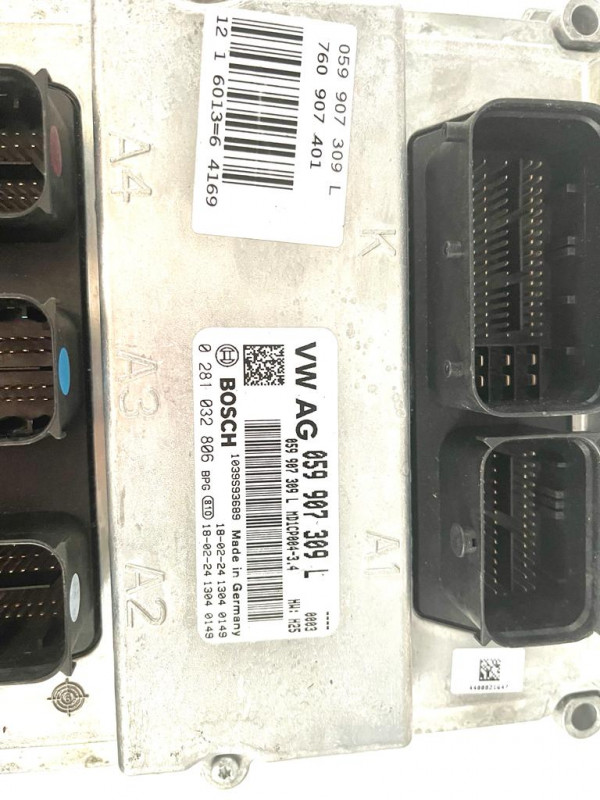 059 907 309 L
760 907 401
12 1 6013=6 4169
A4
K
A3
A1
A2
VW AG 059 907 309 L
059 907 309 L MD1CP004-3.4 HW: H25
---- 0003
BOSCH 1039S93689 Made in Germany
0 281 032 806 BPG B1D 18-02-24 1304 0149
18-02-24 1304 0149